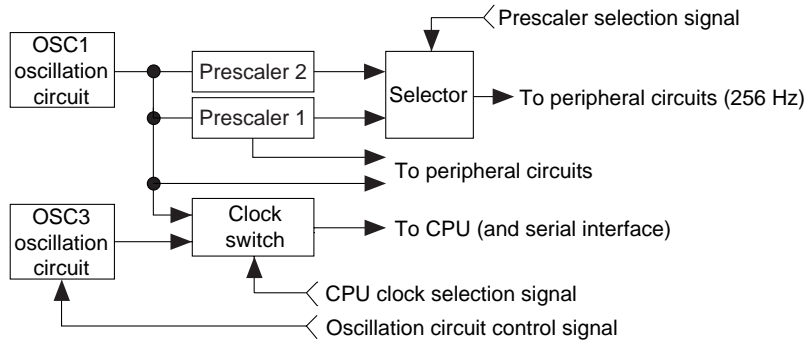 Prescaler selection signal
OSC1
oscillation
circuit
Prescaler 2
Selector
To peripheral circuits (256 Hz)
Prescaler 1
To peripheral circuits
OSC3
oscillation
circuit
Clock
switch
To CPU (and serial interface)
CPU clock selection signal
Oscillation circuit control signal